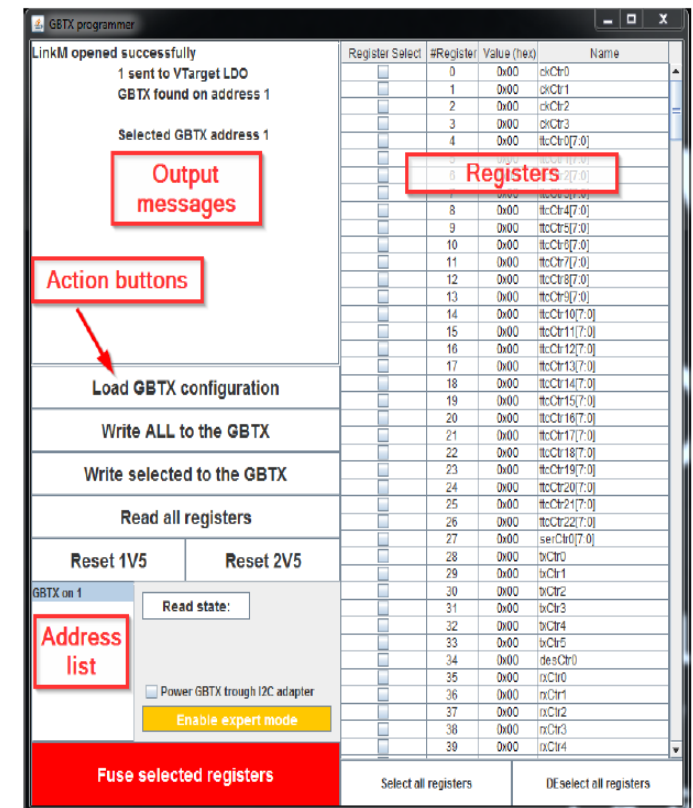 GBTX programmer
LinkM opened successfully
1 sent to VTarget LDO
GBTX found on address 1
Selected GBTX address 1
Output
messages
Action buttons
Load GBTX configuration
Write ALL to the GBTX
Write selected to the GBTX
Read all registers
Reset 1V5 Reset 2V5
GBTX on 1
Read state:
Address
list
Power GBTX trough I2C adapter
Enable expert mode
Fuse selected registers
Register Select #Register Value (hex) Name
0 0x00 ckCtr0
1 0x00 ckCtr1
2 0x00 ckCtr2
3 0x00 ckCtr3
4 0x00 ttcCtr0[7:0]
Registers
8 0x00 ttcCtr4[7:0]
9 0x00 ttcCtr5[7:0]
10 0x00 ttcCtr6[7:0]
11 0x00 ttcCtr7[7:0]
12 0x00 ttcCtr8[7:0]
13 0x00 ttcCtr9[7:0]
14 0x00 ttcCtr10[7:0]
15 0x00 ttcCtr11[7:0]
16 0x00 ttcCtr12[7:0]
17 0x00 ttcCtr13[7:0]
18 0x00 ttcCtr14[7:0]
19 0x00 ttcCtr15[7:0]
20 0x00 ttcCtr16[7:0]
21 0x00 ttcCtr17[7:0]
22 0x00 ttcCtr18[7:0]
23 0x00 ttcCtr19[7:0]
24 0x00 ttcCtr20[7:0]
25 0x00 ttcCtr21[7:0]
26 0x00 ttcCtr22[7:0]
27 0x00 serCtr0[7:0]
28 0x00 txCtr0
29 0x00 txCtr1
30 0x00 txCtr2
31 0x00 txCtr3
32 0x00 txCtr4
33 0x00 txCtr5
34 0x00 desCtr0
35 0x00 rxCtr0
36 0x00 rxCtr1
37 0x00 rxCtr2
38 0x00 rxCtr3
39 0x00 rxCtr4
Select all registers DEselect all registers